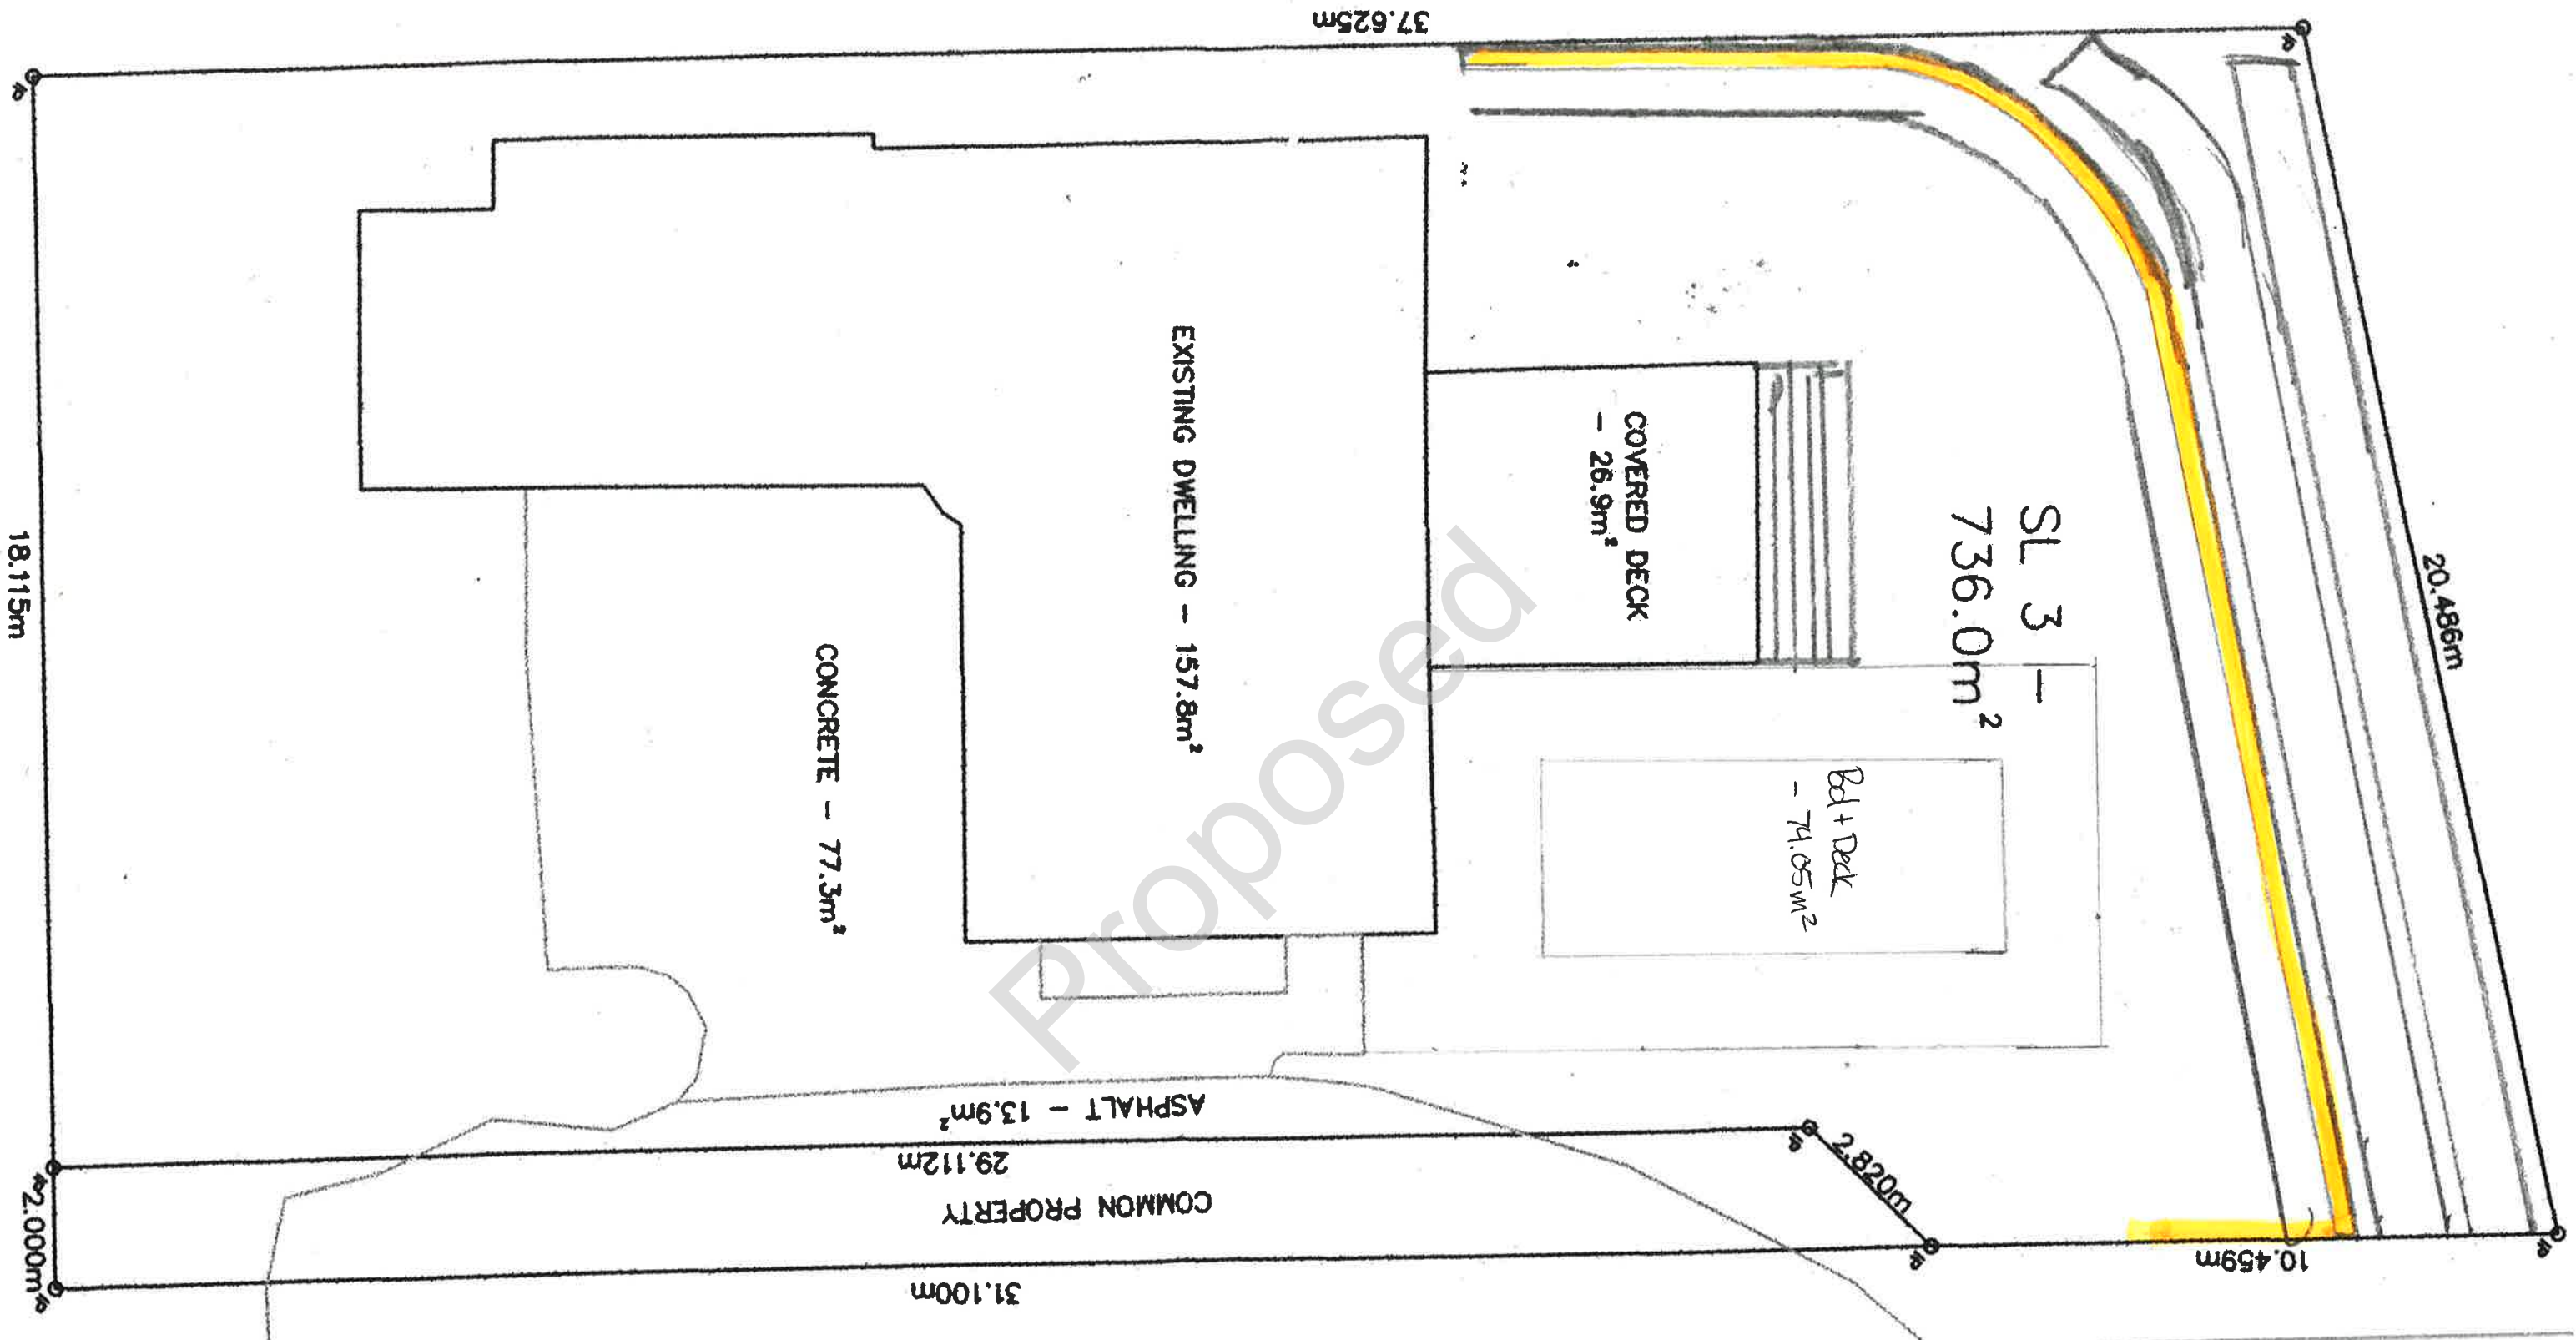 37.625m
18.115m
2.000m
EXISTING DWELLING - 157.8m²
COVERED DECK
- 26.9m²
SL 3 -
736.0m²
20.486m
CONCRETE - 77.3m²
Pool + Deck
- 74.05m²
ASPHALT - 13.9m²
29.112m
COMMON PROPERTY
31.100m
2.820m
10.459m
Proposed